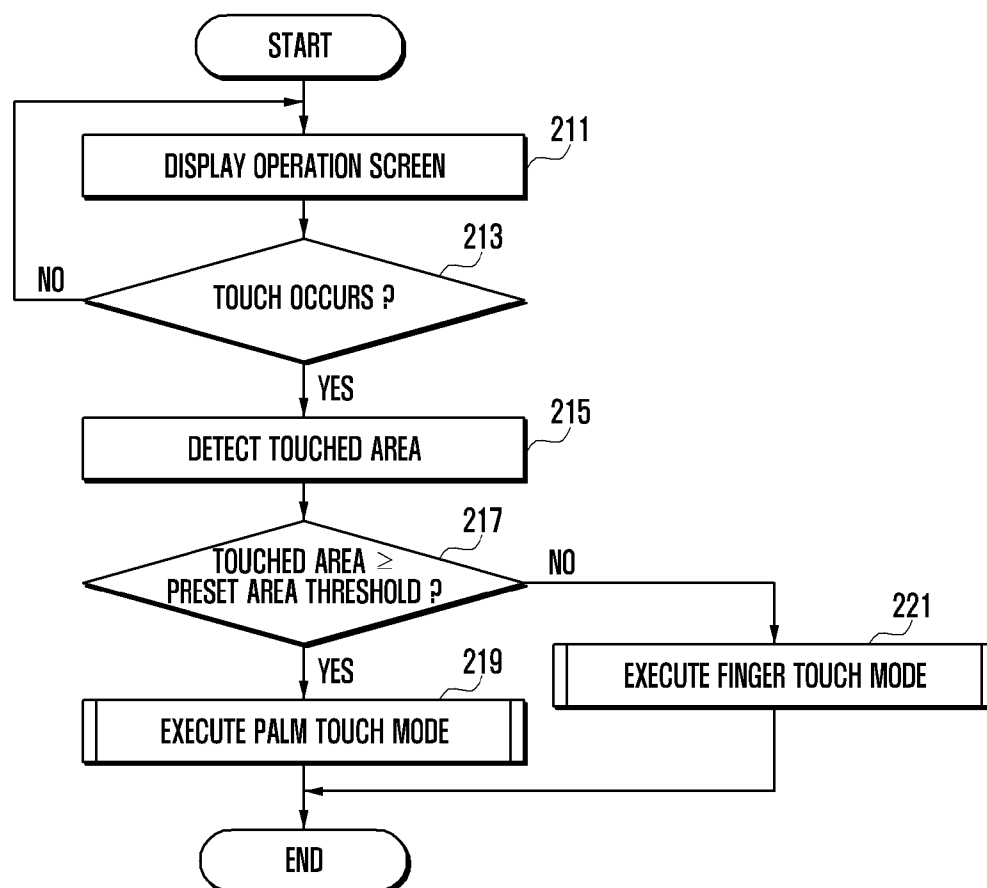 START
211
DISPLAY OPERATION SCREEN
213
NO
TOUCH OCCURS ?
YES
215
DETECT TOUCHED AREA
217
TOUCHED AREA ≥
PRESET AREA THRESHOLD ?
NO
YES
219
221
EXECUTE FINGER TOUCH MODE
EXECUTE PALM TOUCH MODE
END